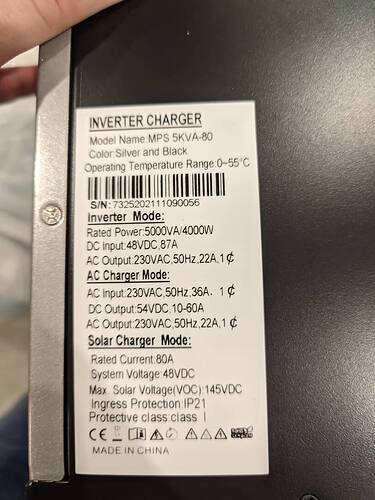 INVERTER CHARGER
Model Name:MPS 5KVA-80
Color:Silver and Black
Operating Temperature Range:0~55°C
S/N: 7325202111090056
Inverter Mode:
Rated Power:5000VA/4000W
DC Input:48VDC,87A
AC Output:230VAC,50Hz,22A,1¢
AC Charger Mode:
AC Input:230VAC,50Hz,36A. 1¢
DC Output:54VDC,10-60A
AC Output:230VAC,50Hz,22A,1¢
Solar Charger Mode:
Rated Current:80A
System Voltage:48VDC
Max. Solar Voltage(VOC):145VDC
Ingress Protection:IP21
Protective class:class I
CE
MADE IN CHINA